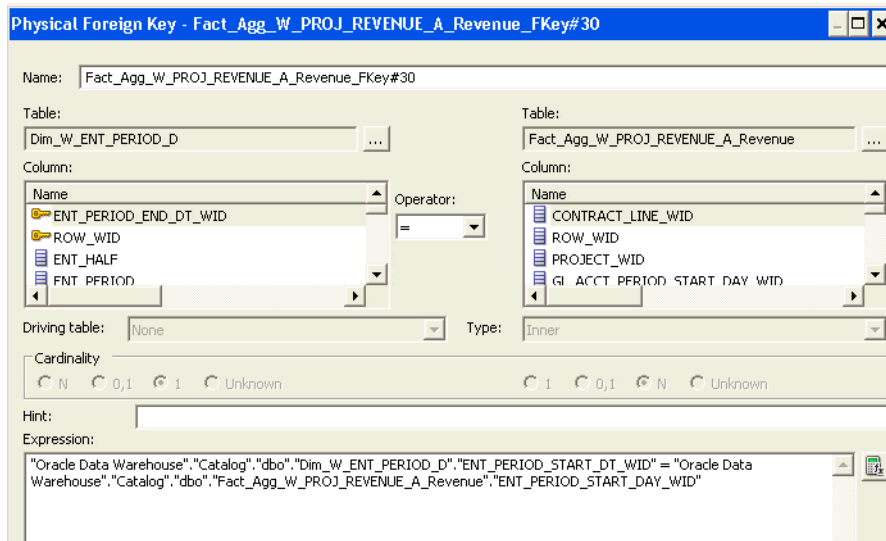 Physical Foreign Key - Fact_Agg_W_PROJ_REVENUE_A_Revenue_FKey#30
Name: Fact_Agg_W_PROJ_REVENUE_A_Revenue_FKey#30
Table: Table:
Dim_W_ENT_PERIOD_D ... Fact_Agg_W_PROJ_REVENUE_A_Revenue ...
Column: Column:
Name Operator: Name
ENT_PERIOD_END_DT_WID = CONTRACT_LINE_WID
ROW_WID ROW_WID
ENT_HALF PROJECT_WID
ENT_PERIOD GL_ACCT_PERIOD_START_DAY_WID
Driving table: None Type: Inner
Cardinality
N 0,1 1 Unknown 1 0,1 N Unknown
Hint:
Expression:
"Oracle Data Warehouse"."Catalog"."dbo"."Dim_W_ENT_PERIOD_D"."ENT_PERIOD_START_DT_WID" = "Oracle Data
Warehouse"."Catalog"."dbo"."Fact_Agg_W_PROJ_REVENUE_A_Revenue"."ENT_PERIOD_START_DAY_WID"